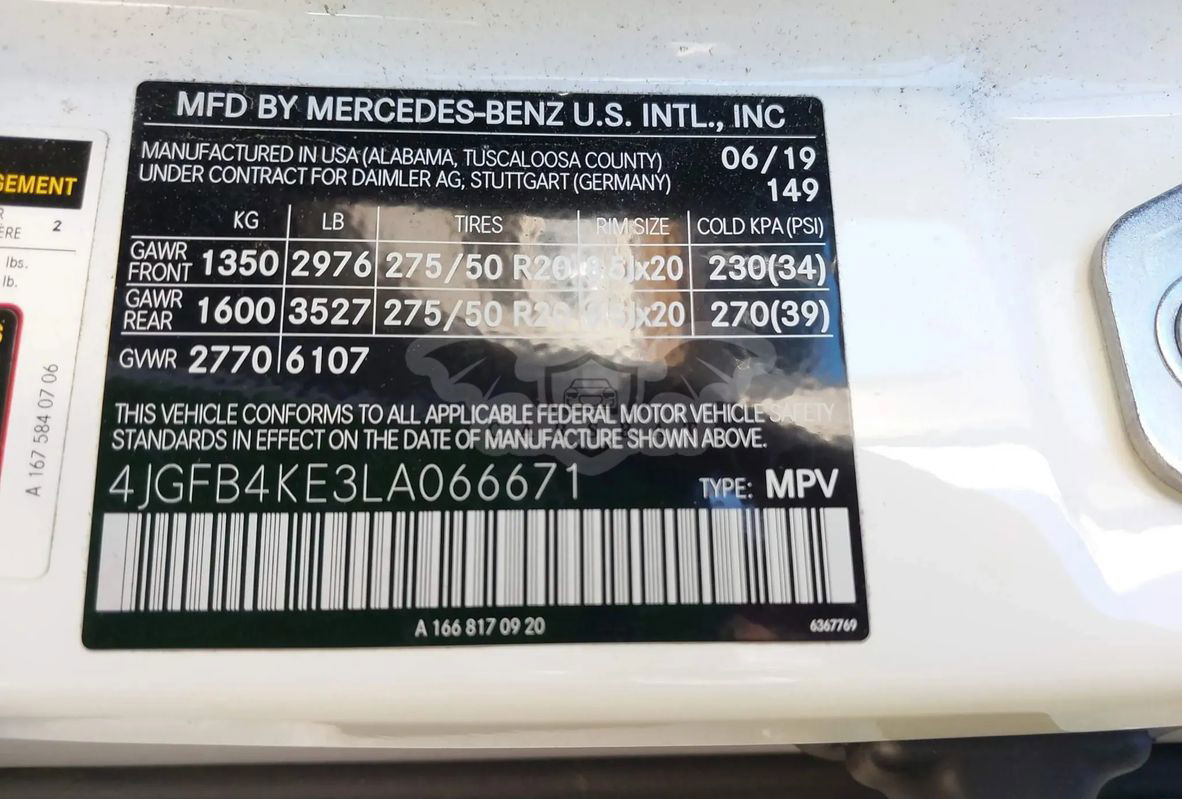 MFD BY MERCEDES-BENZ U.S. INTL., INC
MANUFACTURED IN USA (ALABAMA, TUSCALOOSA COUNTY) 06/19
UNDER CONTRACT FOR DAIMLER AG, STUTTGART (GERMANY) 149
KG LB TIRES RIM SIZE COLD KPA (PSI)
GAWR FRONT 1350 2976 275/50 R20 8.5Jx20 230(34)
GAWR REAR 1600 3527 275/50 R20 8.5Jx20 270(39)
GVWR 2770 6107
THIS VEHICLE CONFORMS TO ALL APPLICABLE FEDERAL MOTOR VEHICLE SAFETY
STANDARDS IN EFFECT ON THE DATE OF MANUFACTURE SHOWN ABOVE.
4JGFB4KE3LA066671 TYPE: MPV
A 166 817 09 20 6367769
GEMENT
2
lbs.
lb.
A 167 584 07 06